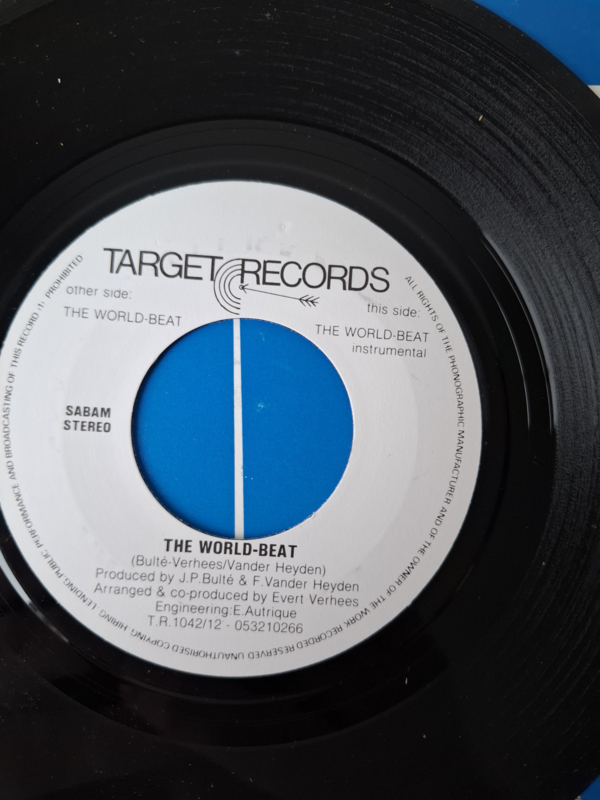 TARGET RECORDS
other side:
THE WORLD-BEAT
this side:
THE WORLD-BEAT
instrumental
SABAM
STEREO
THE WORLD-BEAT
(Bulté-Verhees/Vander Heyden)
Produced by J.P.Bulté & F.Vander Heyden
Arranged & co-produced by Evert Verhees
Engineering:E.Autrique
T.R.1042/12 - 053210266
ALL RIGHTS OF THE PHONOGRAPHIC MANUFACTURER AND OF THE OWNER OF THE WORK RECORDED RESERVED UNAUTHORISED COPYING, HIRING, LENDING, PUBLIC PERFORMANCE AND BROADCASTING OF THIS RECORD (T) PROHIBITED